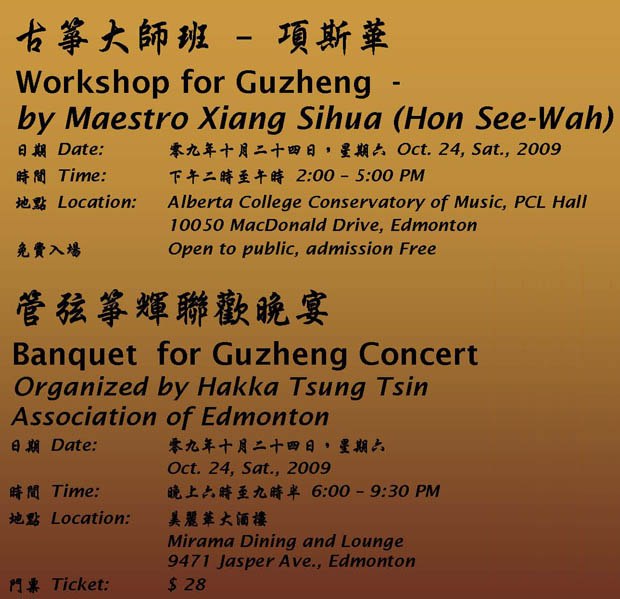 古箏大師班 – 項斯華
Workshop for Guzheng -
by Maestro Xiang Sihua (Hon See-Wah)
日期 Date: 零九年十月二十四日，星期六 Oct. 24, Sat., 2009
時間 Time: 下午二時至午時 2:00 – 5:00 PM
地點 Location: Alberta College Conservatory of Music, PCL Hall
10050 MacDonald Drive, Edmonton
免費入場 Open to public, admission Free
管弦箏輝聯歡晚宴
Banquet for Guzheng Concert
Organized by Hakka Tsung Tsin
Association of Edmonton
日期 Date: 零九年十月二十四日，星期六
Oct. 24, Sat., 2009
時間 Time: 晚上六時至九時半 6:00 – 9:30 PM
地點 Location: 美麗華大酒樓
Mirama Dining and Lounge
9471 Jasper Ave., Edmonton
門票 Ticket: $ 28